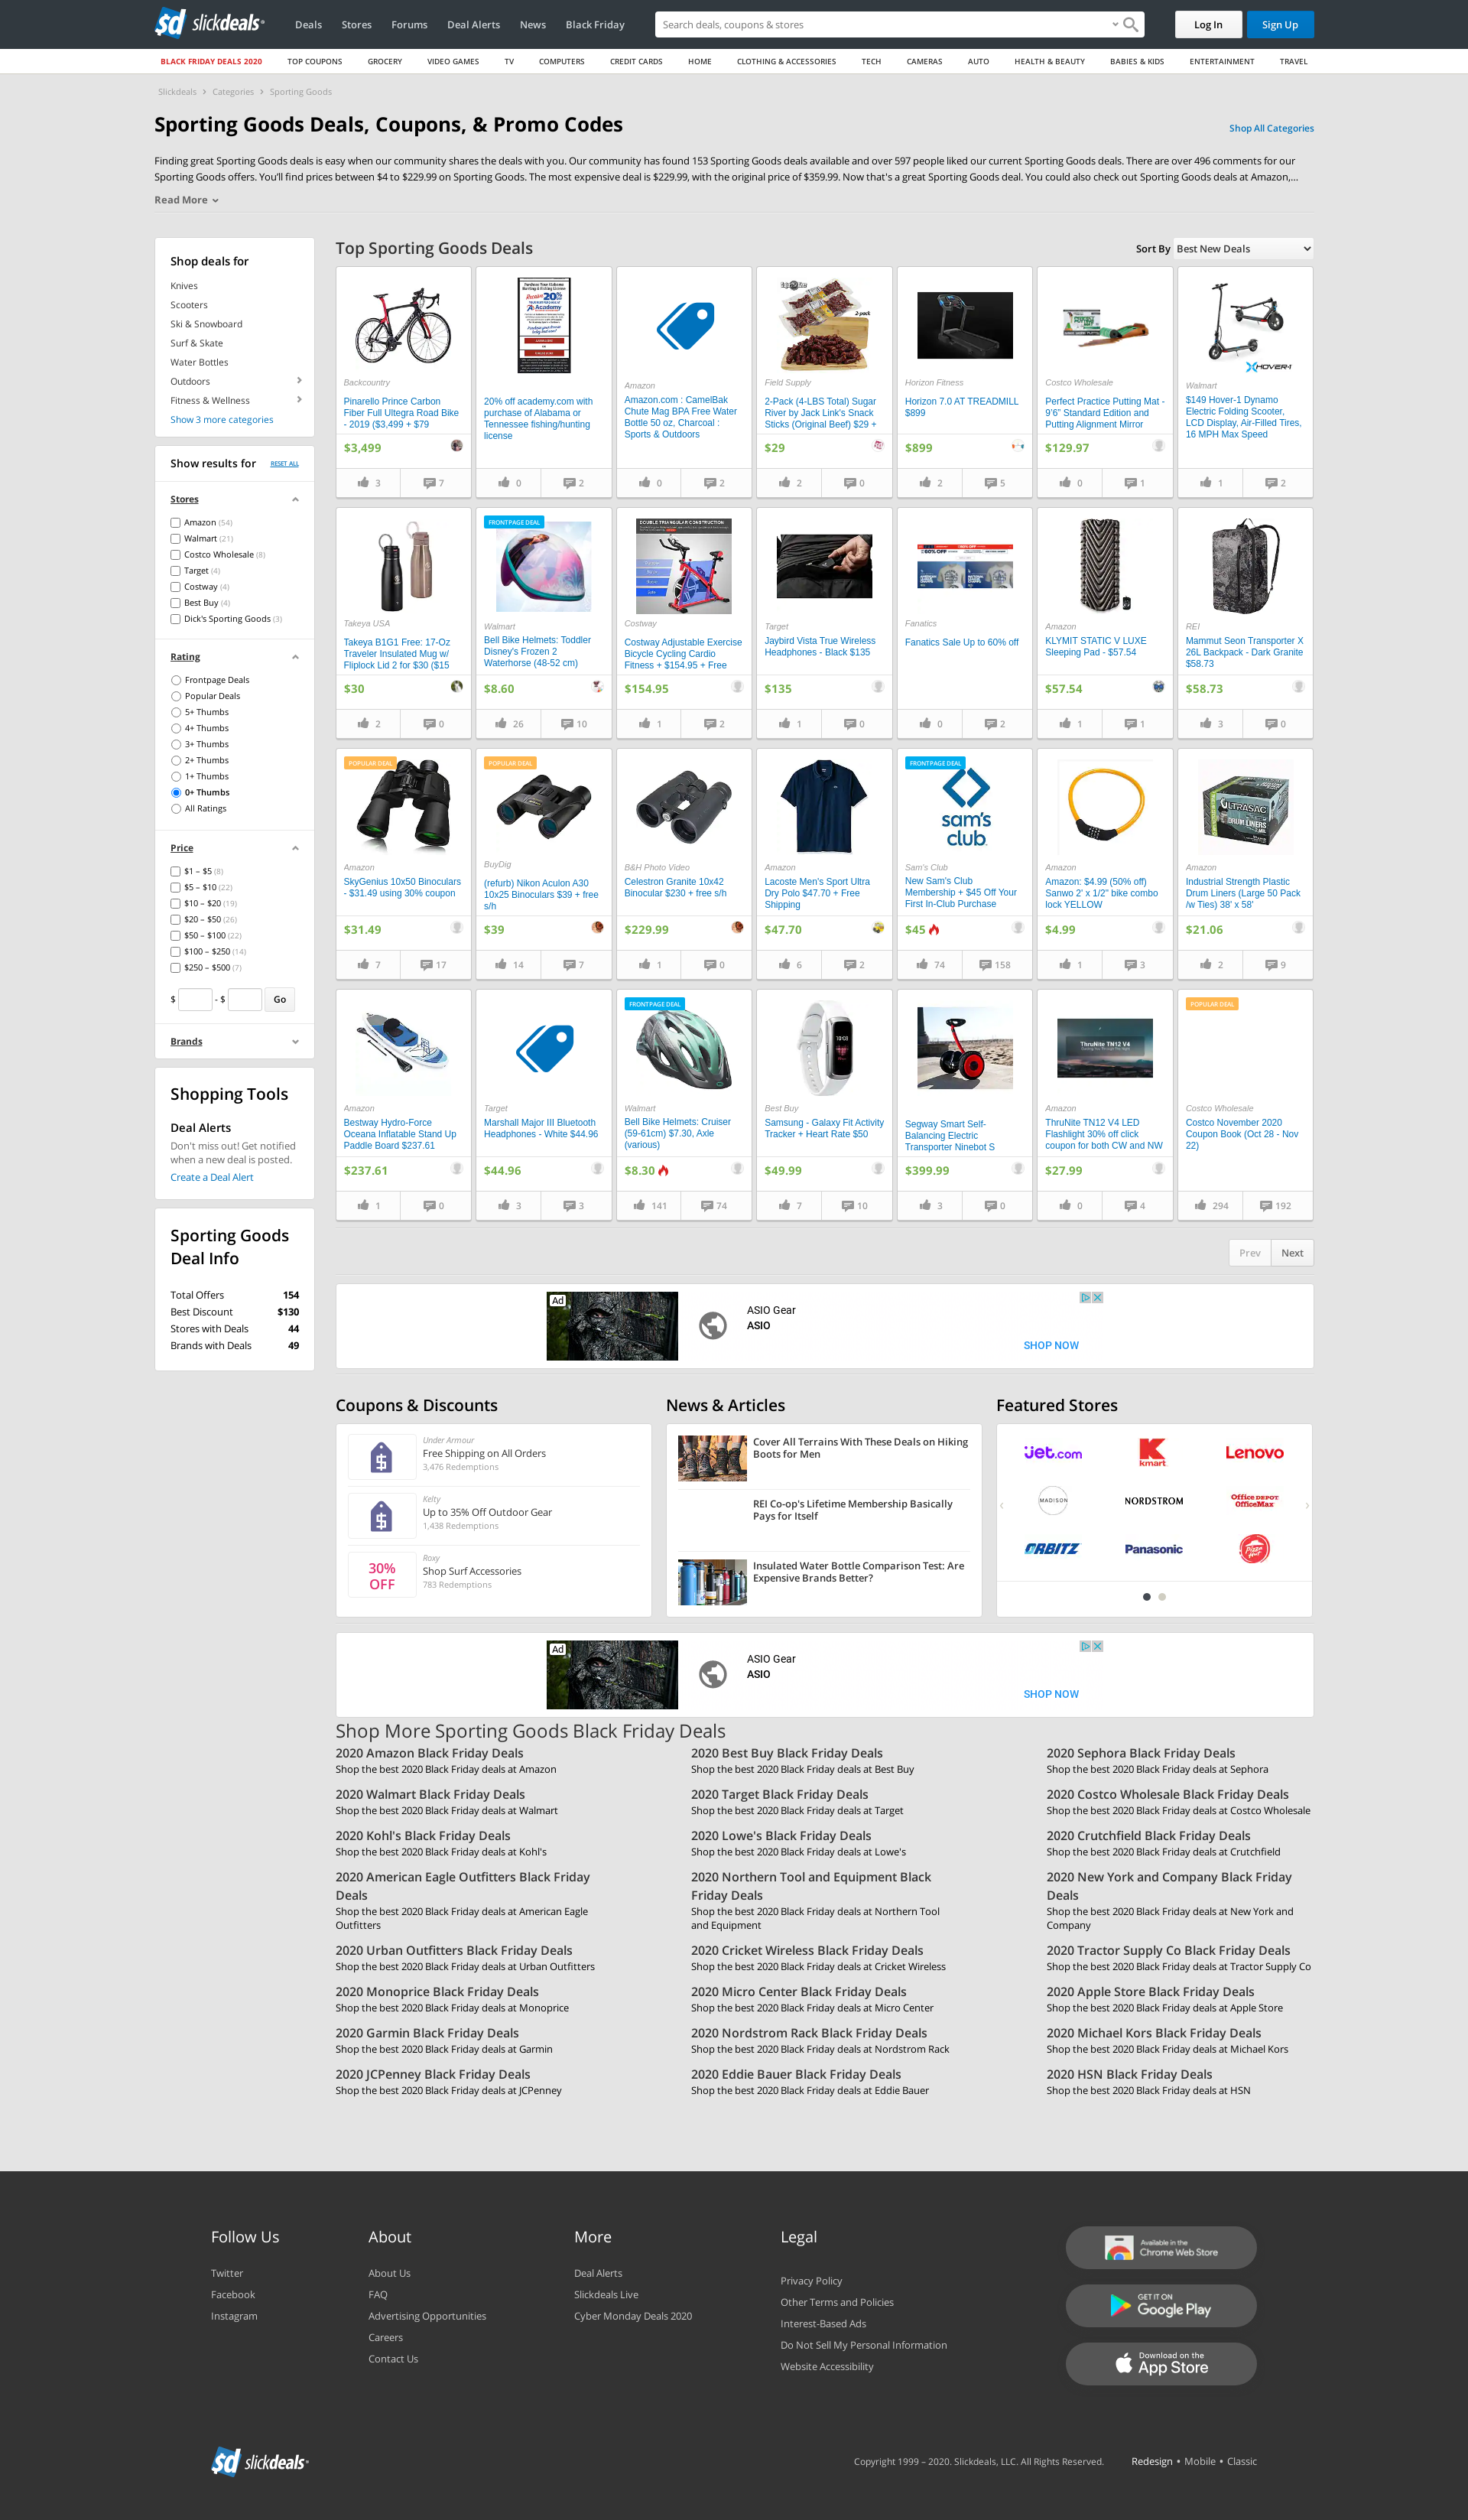 sd slickdeals
Deals
Stores
Forums
Deal Alerts
News
Black Friday
Search deals, coupons & stores
Log In
Sign Up
BLACK FRIDAY DEALS 2020
TOP COUPONS
GROCERY
VIDEO GAMES
TV
COMPUTERS
CREDIT CARDS
HOME
CLOTHING & ACCESSORIES
TECH
CAMERAS
AUTO
HEALTH & BEAUTY
BABIES & KIDS
ENTERTAINMENT
TRAVEL
Slickdeals › Categories › Sporting Goods
Sporting Goods Deals, Coupons, & Promo Codes
Shop All Categories
Finding great Sporting Goods deals is easy when our community shares the deals with you. Our community has found 153 Sporting Goods deals available and over 597 people liked our current Sporting Goods deals. There are over 496 comments for our
Sporting Goods offers. You'll find prices between $4 to $229.99 on Sporting Goods. The most expensive deal is $229.99, with the original price of $359.99. Now that's a great Sporting Goods deal. You could also check out Sporting Goods deals at Amazon,...
Read More
Shop deals for
Knives
Scooters
Ski & Snowboard
Surf & Skate
Water Bottles
Outdoors
Fitness & Wellness
Show 3 more categories
Show results for
RESET ALL
Stores
Amazon (54)
Walmart (21)
Costco Wholesale (8)
Target (4)
Costway (4)
Best Buy (4)
Dick's Sporting Goods (3)
Rating
Frontpage Deals
Popular Deals
5+ Thumbs
4+ Thumbs
3+ Thumbs
2+ Thumbs
1+ Thumbs
0+ Thumbs
All Ratings
Price
$1 – $5 (8)
$5 – $10 (22)
$10 – $20 (19)
$20 – $50 (26)
$50 – $100 (22)
$100 – $250 (14)
$250 – $500 (7)
$ - $ Go
Brands
Shopping Tools
Deal Alerts
Don't miss out! Get notified
when a new deal is posted.
Create a Deal Alert
Sporting Goods
Deal Info
Total Offers 154
Best Discount $130
Stores with Deals 44
Brands with Deals 49
Top Sporting Goods Deals
Sort By Best New Deals
Backcountry
Pinarello Prince Carbon
Fiber Full Ultegra Road Bike
- 2019 ($3,499 + $79
$3,499
3 7
20%
Academy
20% off academy.com with
purchase of Alabama or
Tennessee fishing/hunting
license
0 2
Amazon
Amazon.com : CamelBak
Chute Mag BPA Free Water
Bottle 50 oz, Charcoal :
Sports & Outdoors
0 2
2-pack
Field Supply
2-Pack (4-LBS Total) Sugar
River by Jack Link's Snack
Sticks (Original Beef) $29 +
$29
2 0
Horizon Fitness
Horizon 7.0 AT TREADMILL
$899
$899
2 5
Costco Wholesale
Perfect Practice Putting Mat -
9'6" Standard Edition and
Putting Alignment Mirror
$129.97
0 1
HOVER-1
Walmart
$149 Hover-1 Dynamo
Electric Folding Scooter,
LCD Display, Air-Filled Tires,
16 MPH Max Speed
1 2
Takeya USA
Takeya B1G1 Free: 17-Oz
Traveler Insulated Mug w/
Fliplock Lid 2 for $30 ($15
$30
2 0
FRONTPAGE DEAL
Walmart
Bell Bike Helmets: Toddler
Disney's Frozen 2
Waterhorse (48-52 cm)
$8.60
26 10
DOUBLE TRIANGULAR CONSTRUCTION
Costway
Costway Adjustable Exercise
Bicycle Cycling Cardio
Fitness + $154.95 + Free
$154.95
1 2
Target
Jaybird Vista True Wireless
Headphones - Black $135
$135
1 0
60% OFF
Fanatics
Fanatics Sale Up to 60% off
0 2
Amazon
KLYMIT STATIC V LUXE
Sleeping Pad - $57.54
$57.54
1 1
REI
Mammut Seon Transporter X
26L Backpack - Dark Granite
$58.73
$58.73
3 0
POPULAR DEAL
Amazon
SkyGenius 10x50 Binoculars
- $31.49 using 30% coupon
$31.49
7 17
POPULAR DEAL
BuyDig
(refurb) Nikon Aculon A30
10x25 Binoculars $39 + free
s/h
$39
14 7
B&H Photo Video
Celestron Granite 10x42
Binocular $230 + free s/h
$229.99
1 0
Amazon
Lacoste Men's Sport Ultra
Dry Polo $47.70 + Free
Shipping
$47.70
6 2
FRONTPAGE DEAL
sam's club
Sam's Club
New Sam's Club
Membership + $45 Off Your
First In-Club Purchase
$45
74 158
Amazon
Amazon: $4.99 (50% off)
Sanwo 2' x 1/2" bike combo
lock YELLOW
$4.99
1 3
ULTRASAC
DRUM LINERS
Amazon
Industrial Strength Plastic
Drum Liners (Large 50 Pack
/w Ties) 38' x 58'
$21.06
2 9
Amazon
Bestway Hydro-Force
Oceana Inflatable Stand Up
Paddle Board $237.61
$237.61
1 0
Target
Marshall Major III Bluetooth
Headphones - White $44.96
$44.96
3 3
FRONTPAGE DEAL
Walmart
Bell Bike Helmets: Cruiser
(59-61cm) $7.30, Axle
(various)
$8.30
141 74
Best Buy
Samsung - Galaxy Fit Activity
Tracker + Heart Rate $50
$49.99
7 10
Segway Smart Self-
Balancing Electric
Transporter Ninebot S
$399.99
3 0
ThruNite TN12 V4
Amazon
ThruNite TN12 V4 LED
Flashlight 30% off click
coupon for both CW and NW
$27.99
0 4
POPULAR DEAL
Costco Wholesale
Costco November 2020
Coupon Book (Oct 28 - Nov
22)
294 192
Prev Next
Ad
ASIO Gear
ASIO
SHOP NOW
Coupons & Discounts
Under Armour
Free Shipping on All Orders
3,476 Redemptions
Kelty
Up to 35% Off Outdoor Gear
1,438 Redemptions
30%
OFF
Roxy
Shop Surf Accessories
783 Redemptions
News & Articles
Cover All Terrains With These Deals on Hiking
Boots for Men
REI Co-op's Lifetime Membership Basically
Pays for Itself
Insulated Water Bottle Comparison Test: Are
Expensive Brands Better?
Featured Stores
jet.com
kmart
Lenovo
MADISON
NORDSTROM
Office DEPOT
OfficeMax
ORBITZ
Panasonic
Pizza Hut
Ad
ASIO Gear
ASIO
SHOP NOW
Shop More Sporting Goods Black Friday Deals
2020 Amazon Black Friday Deals
Shop the best 2020 Black Friday deals at Amazon
2020 Best Buy Black Friday Deals
Shop the best 2020 Black Friday deals at Best Buy
2020 Sephora Black Friday Deals
Shop the best 2020 Black Friday deals at Sephora
2020 Walmart Black Friday Deals
Shop the best 2020 Black Friday deals at Walmart
2020 Target Black Friday Deals
Shop the best 2020 Black Friday deals at Target
2020 Costco Wholesale Black Friday Deals
Shop the best 2020 Black Friday deals at Costco Wholesale
2020 Kohl's Black Friday Deals
Shop the best 2020 Black Friday deals at Kohl's
2020 Lowe's Black Friday Deals
Shop the best 2020 Black Friday deals at Lowe's
2020 Crutchfield Black Friday Deals
Shop the best 2020 Black Friday deals at Crutchfield
2020 American Eagle Outfitters Black Friday
Deals
Shop the best 2020 Black Friday deals at American Eagle
Outfitters
2020 Northern Tool and Equipment Black
Friday Deals
Shop the best 2020 Black Friday deals at Northern Tool
and Equipment
2020 New York and Company Black Friday
Deals
Shop the best 2020 Black Friday deals at New York and
Company
2020 Urban Outfitters Black Friday Deals
Shop the best 2020 Black Friday deals at Urban Outfitters
2020 Cricket Wireless Black Friday Deals
Shop the best 2020 Black Friday deals at Cricket Wireless
2020 Tractor Supply Co Black Friday Deals
Shop the best 2020 Black Friday deals at Tractor Supply Co
2020 Monoprice Black Friday Deals
Shop the best 2020 Black Friday deals at Monoprice
2020 Micro Center Black Friday Deals
Shop the best 2020 Black Friday deals at Micro Center
2020 Apple Store Black Friday Deals
Shop the best 2020 Black Friday deals at Apple Store
2020 Garmin Black Friday Deals
Shop the best 2020 Black Friday deals at Garmin
2020 Nordstrom Rack Black Friday Deals
Shop the best 2020 Black Friday deals at Nordstrom Rack
2020 Michael Kors Black Friday Deals
Shop the best 2020 Black Friday deals at Michael Kors
2020 JCPenney Black Friday Deals
Shop the best 2020 Black Friday deals at JCPenney
2020 Eddie Bauer Black Friday Deals
Shop the best 2020 Black Friday deals at Eddie Bauer
2020 HSN Black Friday Deals
Shop the best 2020 Black Friday deals at HSN
Follow Us
Twitter
Facebook
Instagram
About
About Us
FAQ
Advertising Opportunities
Careers
Contact Us
More
Deal Alerts
Slickdeals Live
Cyber Monday Deals 2020
Legal
Privacy Policy
Other Terms and Policies
Interest-Based Ads
Do Not Sell My Personal Information
Website Accessibility
Available in the
Chrome Web Store
GET IT ON
Google Play
Download on the
App Store
sd slickdeals
Copyright 1999 – 2020. Slickdeals, LLC. All Rights Reserved.
Redesign • Mobile • Classic